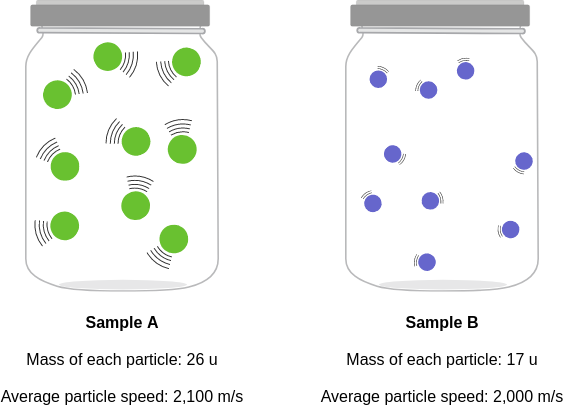 Sample A
Mass of each particle: 26 u
Average particle speed: 2,100 m/s
Sample B
Mass of each particle: 17 u
Average particle speed: 2,000 m/s